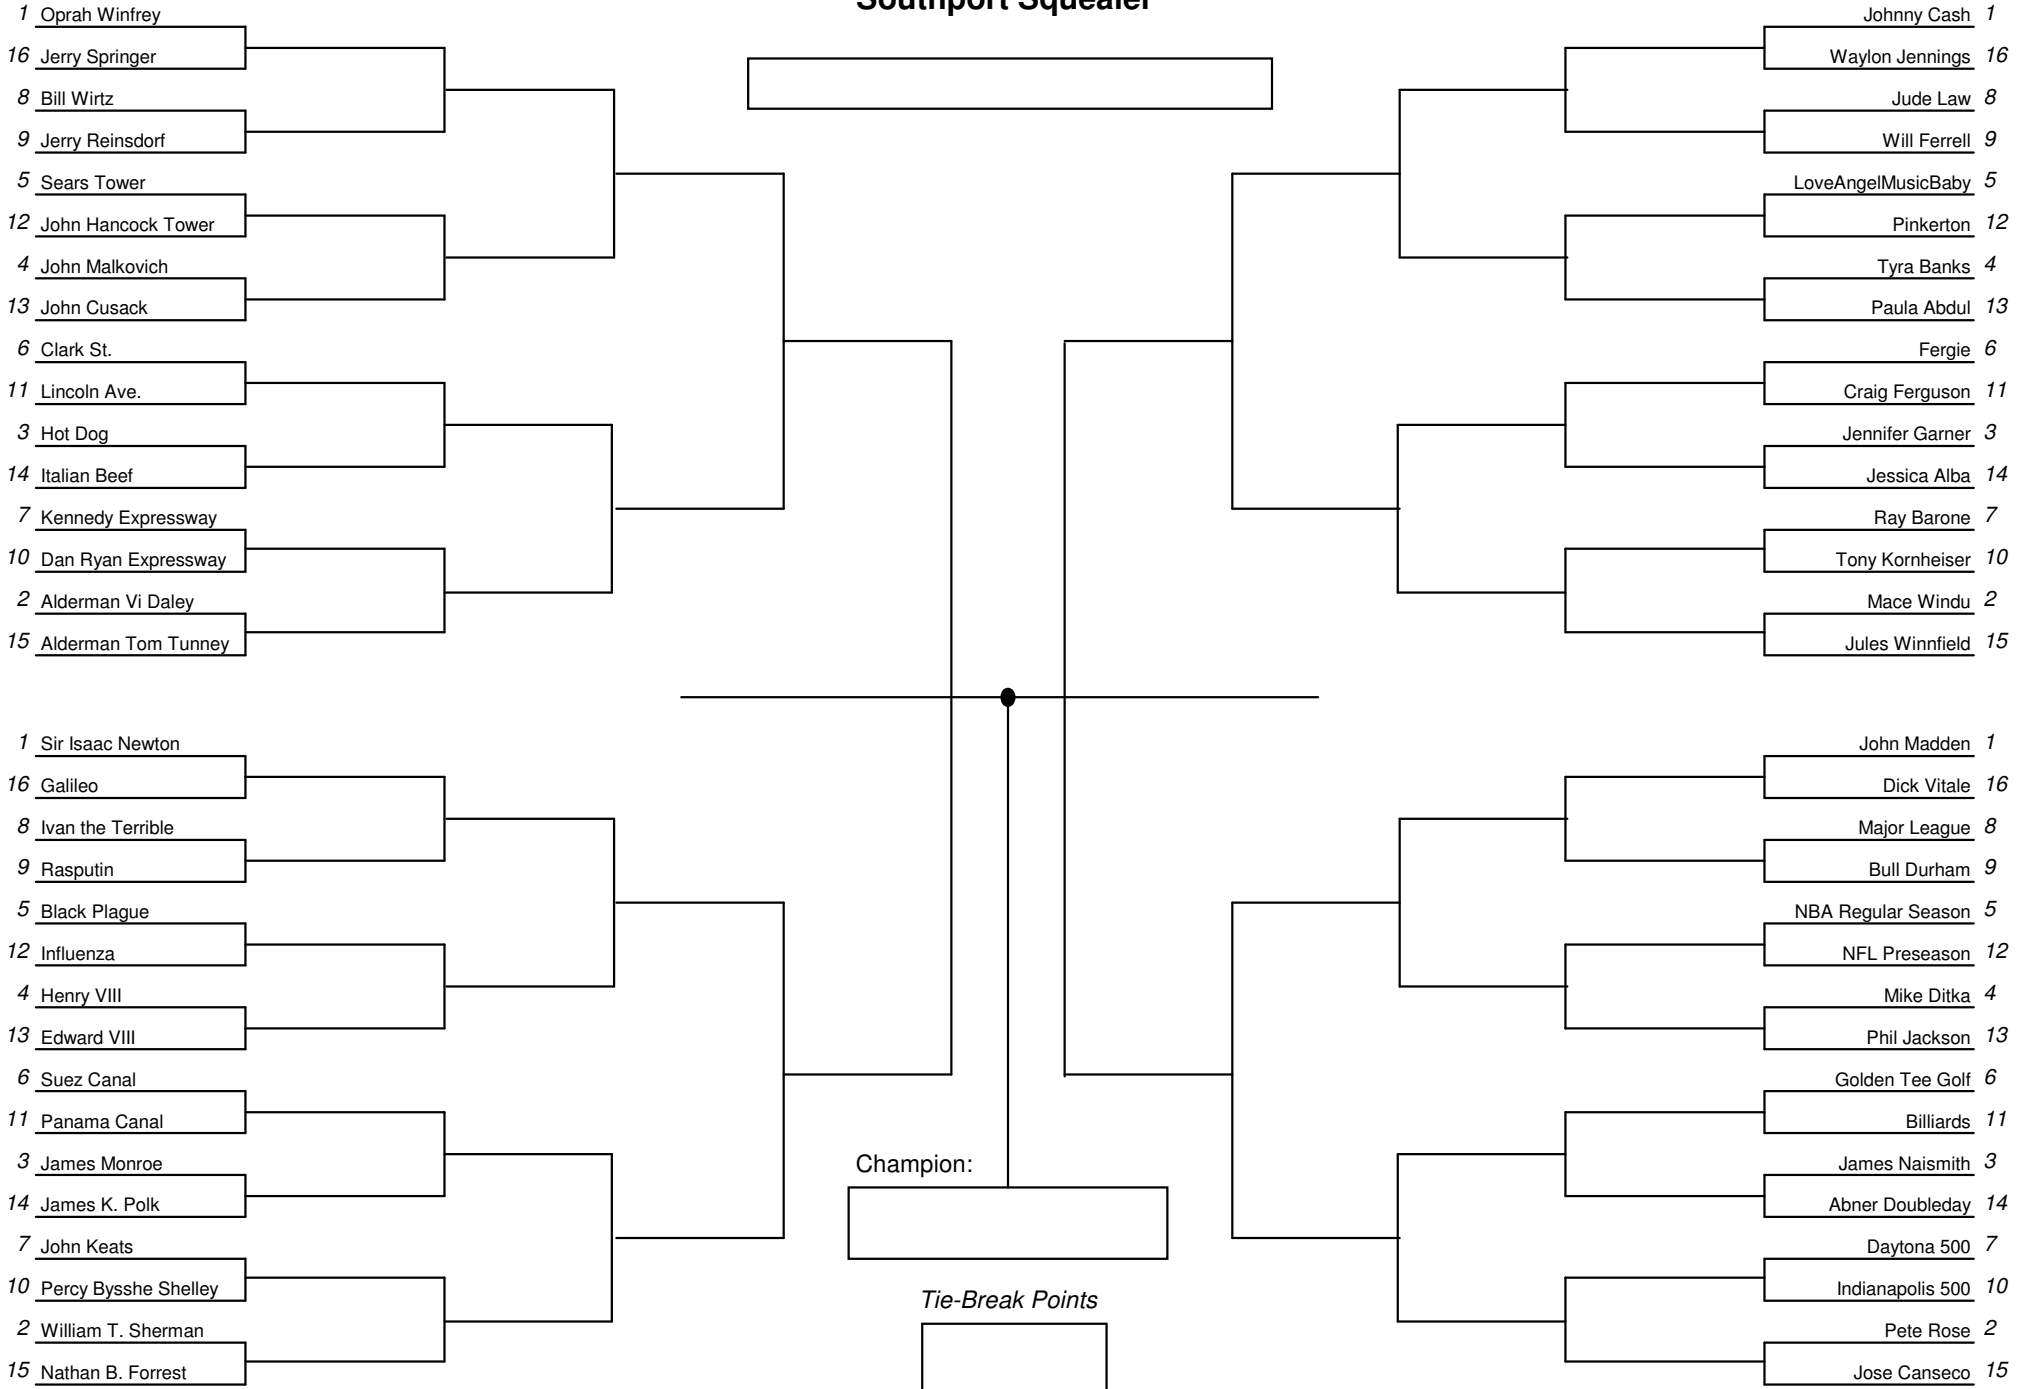 Southport Squealer
1 Oprah Winfrey
16 Jerry Springer
8 Bill Wirtz
9 Jerry Reinsdorf
5 Sears Tower
12 John Hancock Tower
4 John Malkovich
13 John Cusack
6 Clark St.
11 Lincoln Ave.
3 Hot Dog
14 Italian Beef
7 Kennedy Expressway
10 Dan Ryan Expressway
2 Alderman Vi Daley
15 Alderman Tom Tunney
1 Sir Isaac Newton
16 Galileo
8 Ivan the Terrible
9 Rasputin
5 Black Plague
12 Influenza
4 Henry VIII
13 Edward VIII
6 Suez Canal
11 Panama Canal
3 James Monroe
14 James K. Polk
7 John Keats
10 Percy Bysshe Shelley
2 William T. Sherman
15 Nathan B. Forrest
Champion:
Tie-Break Points
Johnny Cash 1
Waylon Jennings 16
Jude Law 8
Will Ferrell 9
LoveAngelMusicBaby 5
Pinkerton 12
Tyra Banks 4
Paula Abdul 13
Fergie 6
Craig Ferguson 11
Jennifer Garner 3
Jessica Alba 14
Ray Barone 7
Tony Kornheiser 10
Mace Windu 2
Jules Winnfield 15
John Madden 1
Dick Vitale 16
Major League 8
Bull Durham 9
NBA Regular Season 5
NFL Preseason 12
Mike Ditka 4
Phil Jackson 13
Golden Tee Golf 6
Billiards 11
James Naismith 3
Abner Doubleday 14
Daytona 500 7
Indianapolis 500 10
Pete Rose 2
Jose Canseco 15